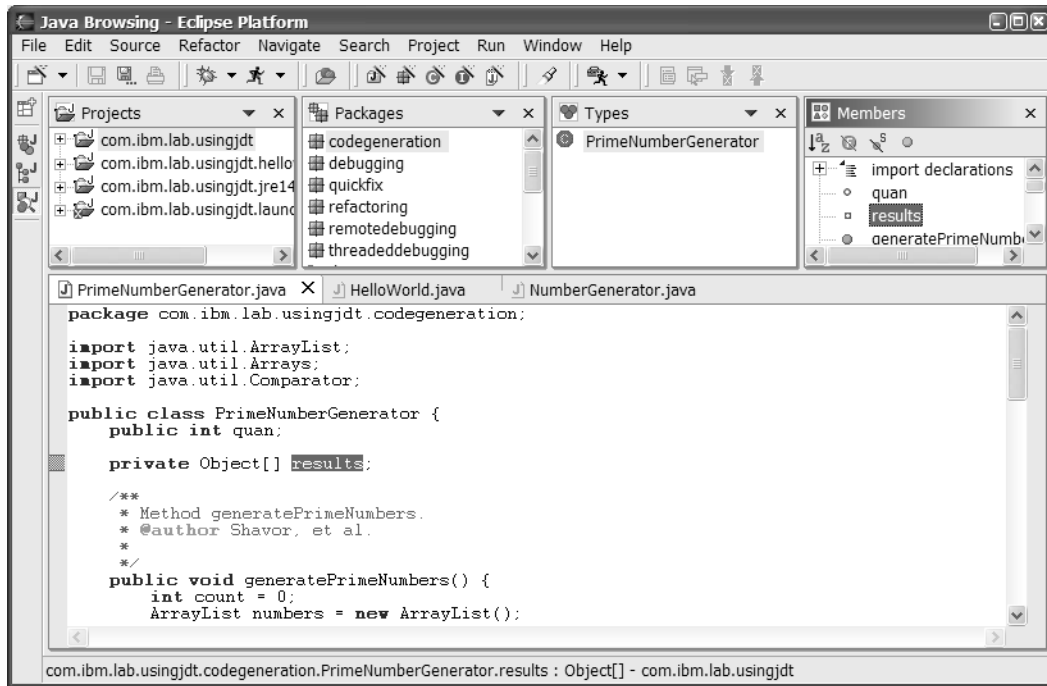 Java Browsing - Eclipse Platform
File Edit Source Refactor Navigate Search Project Run Window Help
Projects
com.ibm.lab.usingjdt
com.ibm.lab.usingjdt.hello
com.ibm.lab.usingjdt.jre14
com.ibm.lab.usingjdt.launc
Packages
codegeneration
debugging
quickfix
refactoring
remotedebugging
threadeddebugging
Types
PrimeNumberGenerator
Members
import declarations
quan
results
generatePrimeNumb
PrimeNumberGenerator.java HelloWorld.java NumberGenerator.java
package com.ibm.lab.usingjdt.codegeneration;
import java.util.ArrayList;
import java.util.Arrays;
import java.util.Comparator;
public class PrimeNumberGenerator {
public int quan;
private Object[] results;
/**
* Method generatePrimeNumbers.
* @author Shavor, et al.
*
*/
public void generatePrimeNumbers() {
int count = 0;
ArrayList numbers = new ArrayList();
com.ibm.lab.usingjdt.codegeneration.PrimeNumberGenerator.results : Object[] - com.ibm.lab.usingjdt